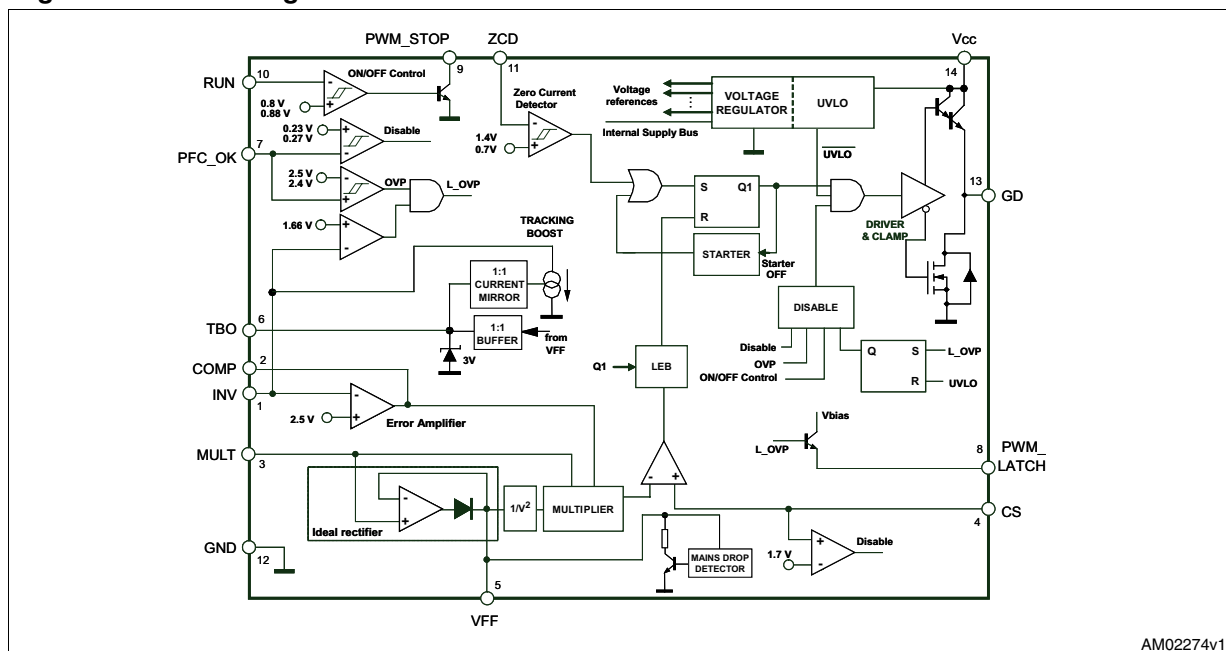 PWM_STOP
ZCD
Vcc
RUN
10
ON/OFF Control
9
11
14
-
+
0.8 V
0.88 V
Zero Current
Detector
Voltage
references
VOLTAGE
REGULATOR
UVLO
Internal Supply Bus
0.23 V
0.27 V
+
-
Disable
-
+
1.4V
0.7V
PFC_OK
7
UVLO
2.5 V
2.4 V
-
+
OVP
L_OVP
S
Q1
R
13
GD
DRIVER
& CLAMP
1.66 V
+
-
TRACKING
BOOST
STARTER
Starter
OFF
1:1
CURRENT
MIRROR
DISABLE
TBO
6
1:1
BUFFER
from
VFF
3V
Disable
OVP
ON/OFF Control
Q
S
R
L_OVP
UVLO
COMP
2
Q1
LEB
INV
1
-
+
2.5 V
Error Amplifier
Vbias
L_OVP
8
PWM_
LATCH
MULT
3
-
+
-
+
Ideal rectifier
1/V²
MULTIPLIER
CS
4
+
-
1.7 V
Disable
GND
12
MAINS DROP
DETECTOR
5
VFF
AM02274v1